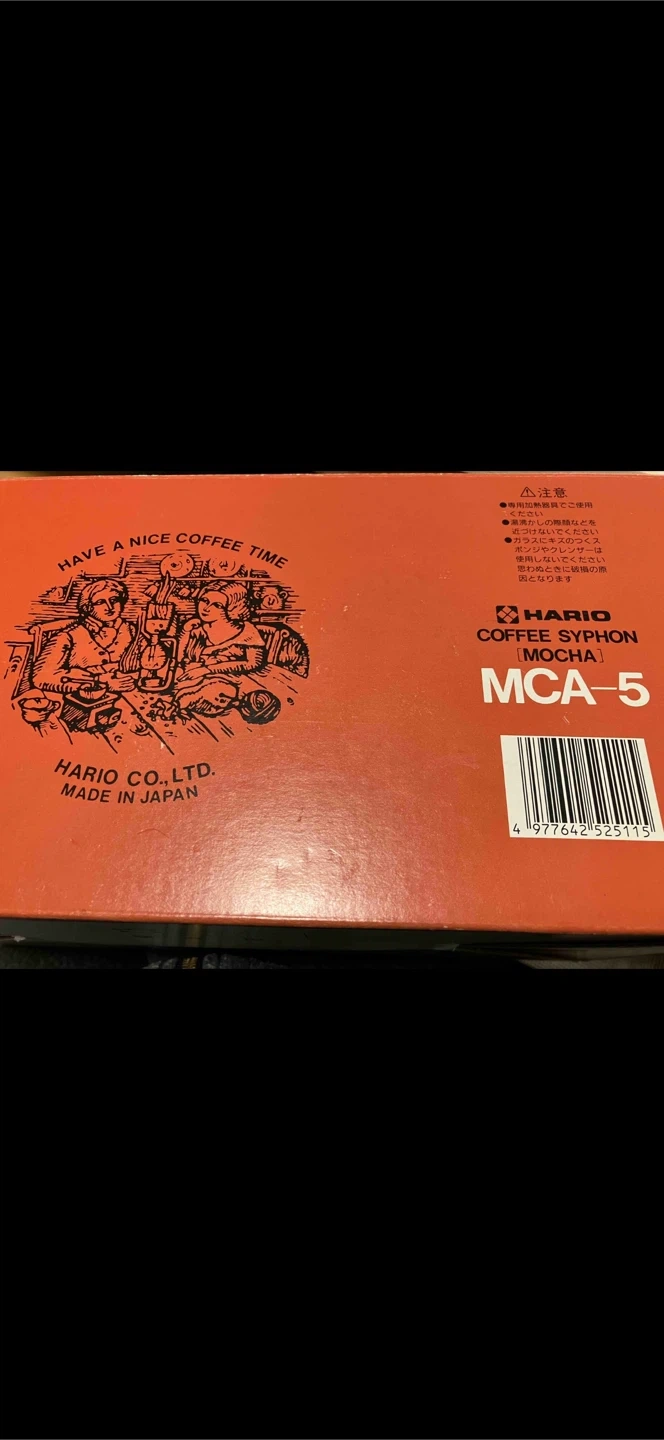 HAVE A NICE COFFEE TIME
HARIO CO.,LTD.
MADE IN JAPAN
⚠注意
●専用加熱器具でご使用
ください
●湯沸かしの際顔などを
近づけないでください
●ガラスにキズのつくス
ポンジやクレンザーは
使用しないでください
思わぬときに破損の原
因となります
HARIO
COFFEE SYPHON
[MOCHA]
MCA-5
4 977642 525115